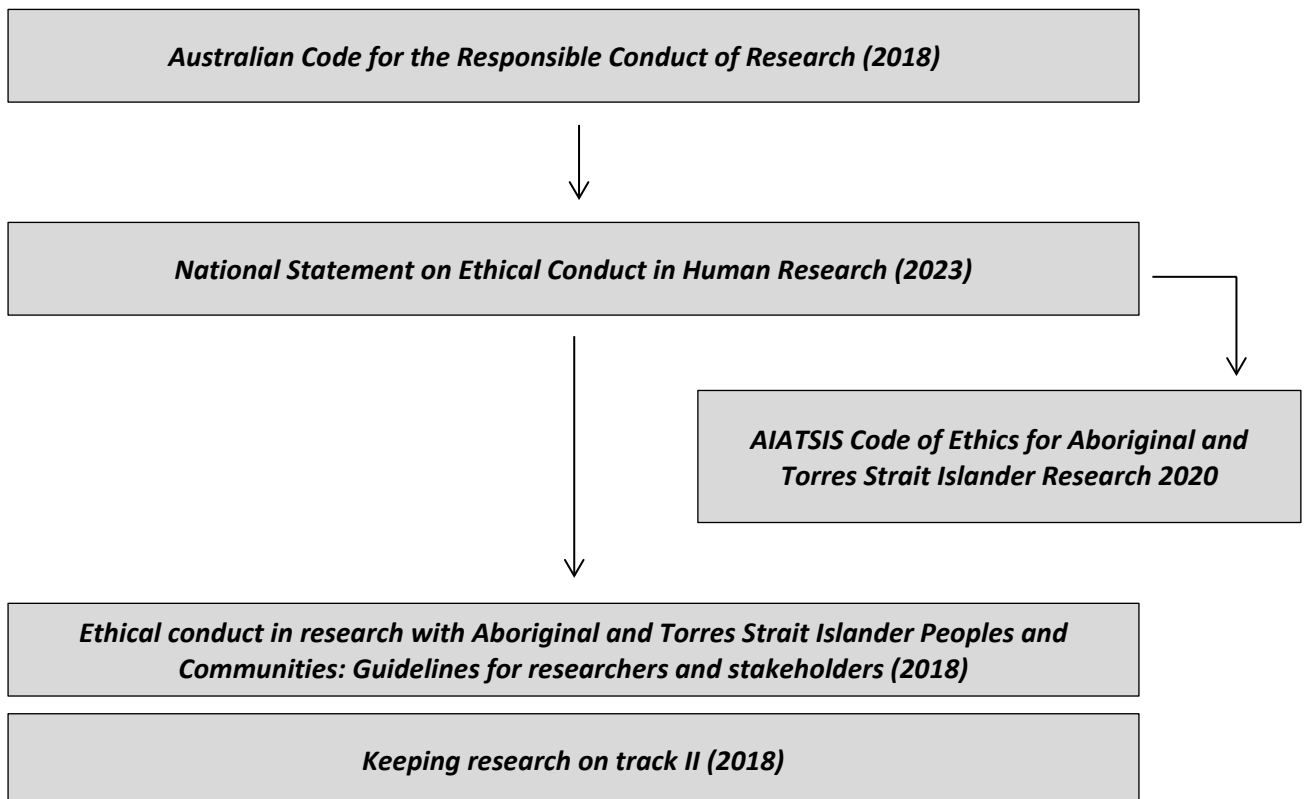 Australian Code for the Responsible Conduct of Research (2018)
National Statement on Ethical Conduct in Human Research (2023)
AIATSIS Code of Ethics for Aboriginal and
Torres Strait Islander Research 2020
Ethical conduct in research with Aboriginal and Torres Strait Islander Peoples and
Communities: Guidelines for researchers and stakeholders (2018)
Keeping research on track II (2018)